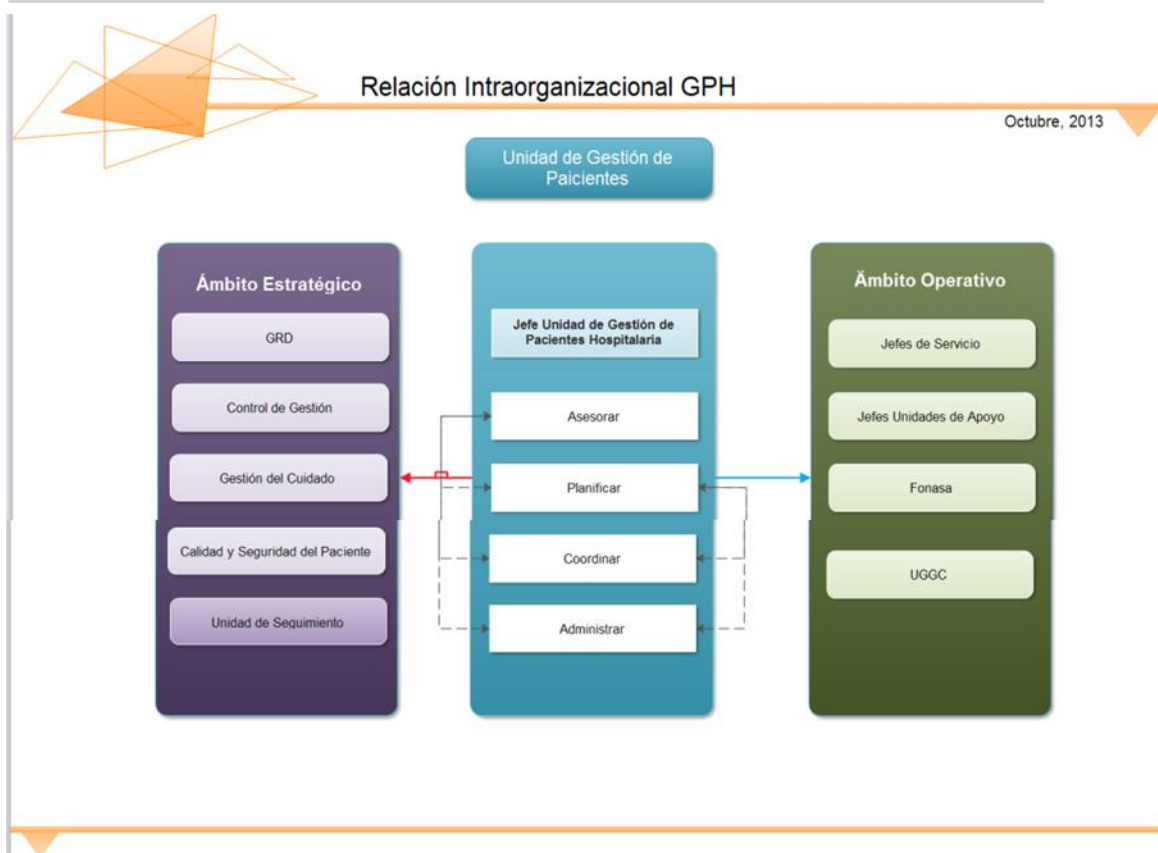 Relación Intraorganizacional GPH
Octubre, 2013
Unidad de Gestión de
Paicientes
Ámbito Estratégico
GRD
Control de Gestión
Gestión del Cuidado
Calidad y Seguridad del Paciente
Unidad de Seguimiento
Jefe Unidad de Gestión de
Pacientes Hospitalaria
Asesorar
Planificar
Coordinar
Administrar
Ämbito Operativo
Jefes de Servicio
Jefes Unidades de Apoyo
Fonasa
UGGC